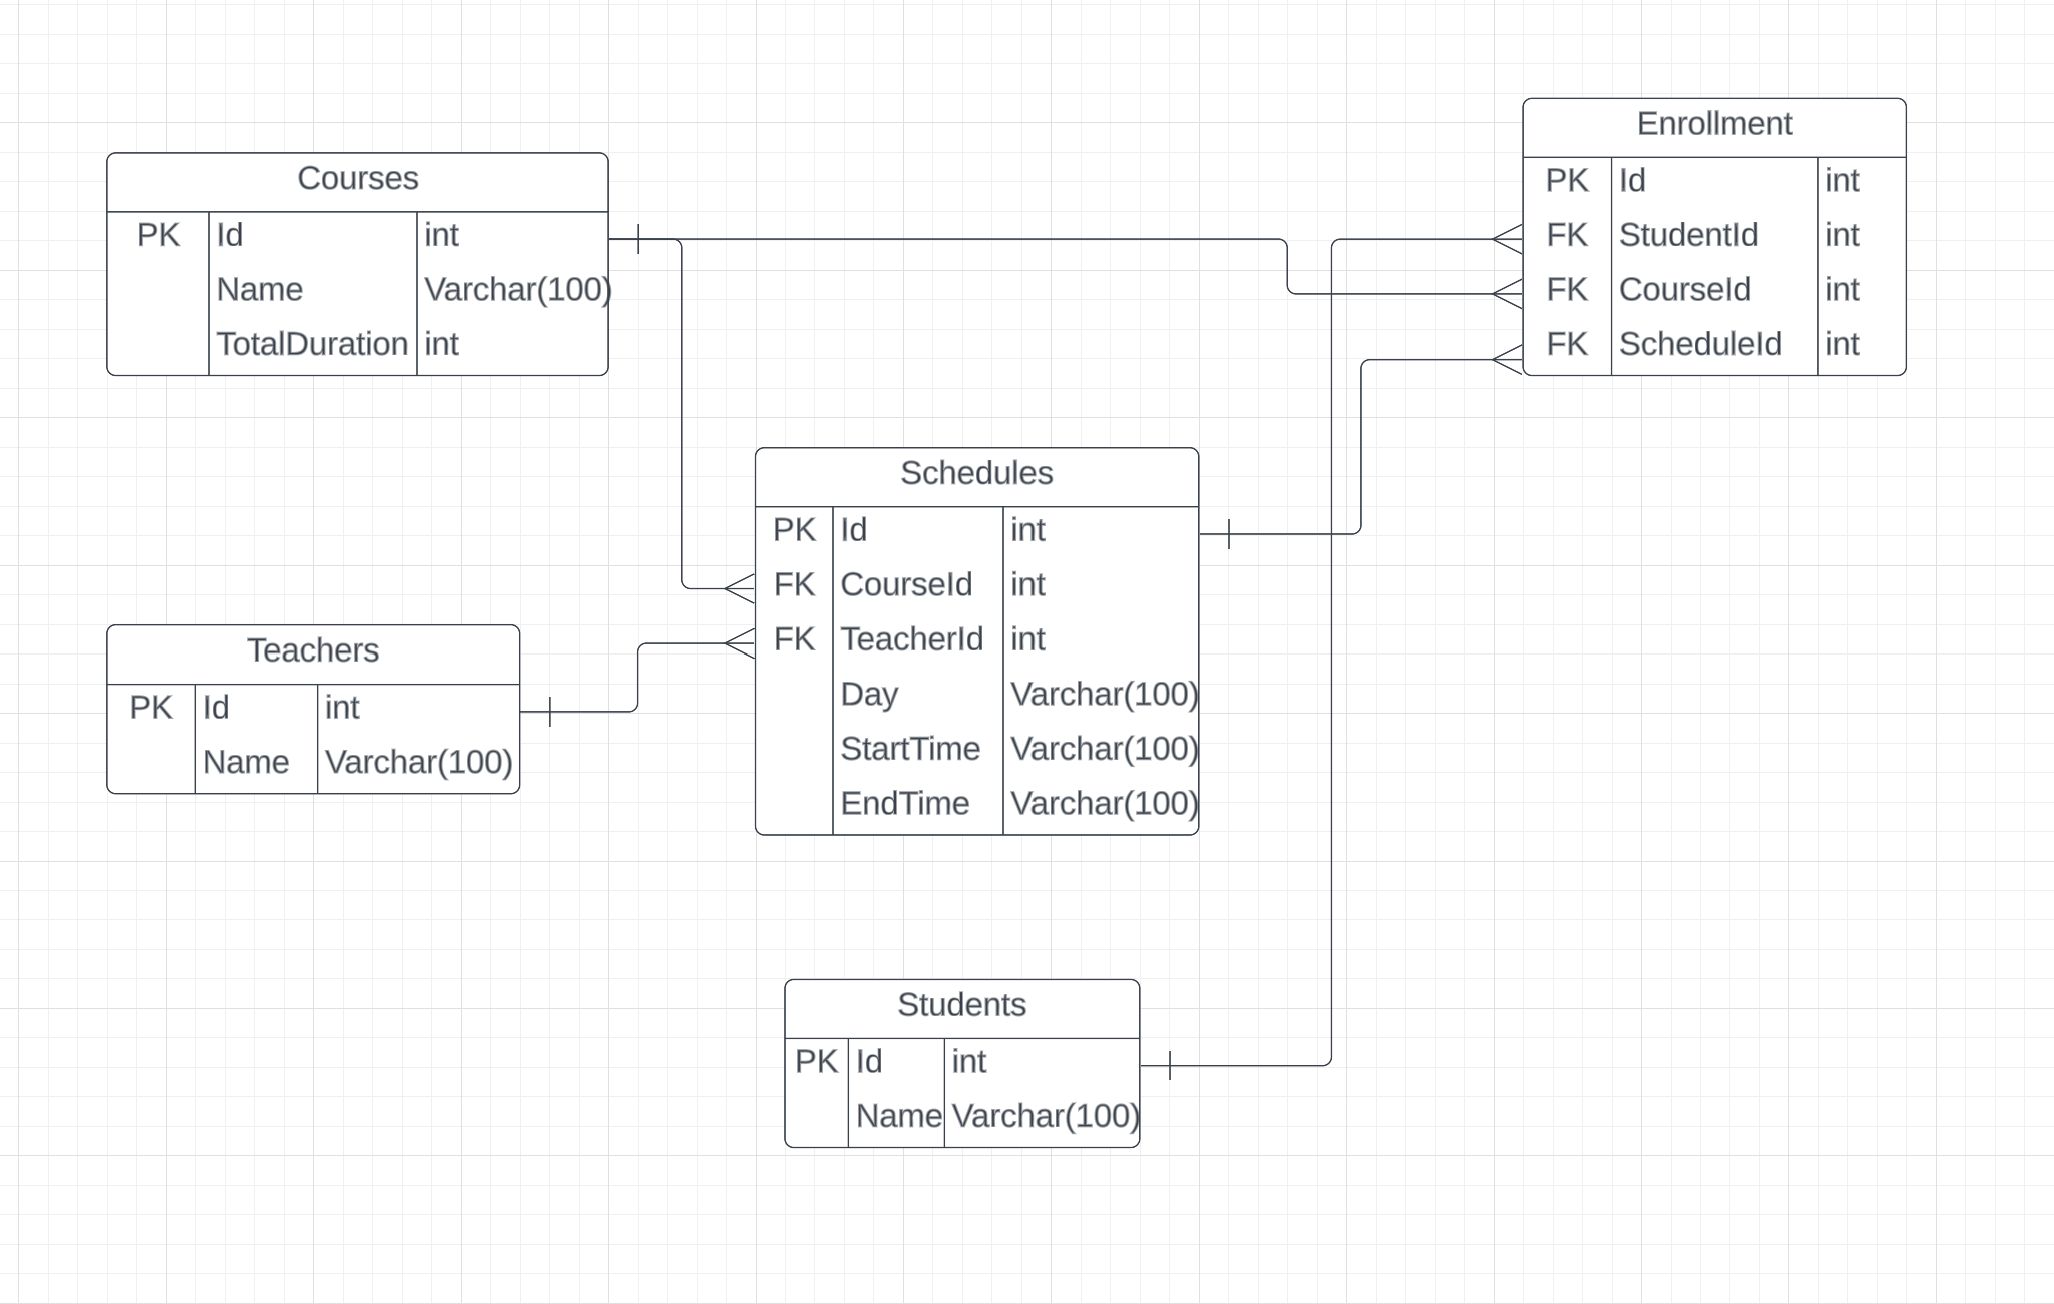 Courses
PK Id int
Name Varchar(100)
TotalDuration int
Enrollment
PK Id int
FK StudentId int
FK CourseId int
FK ScheduleId int
Schedules
PK Id int
FK CourseId int
FK TeacherId int
Day Varchar(100)
StartTime Varchar(100)
EndTime Varchar(100)
Teachers
PK Id int
Name Varchar(100)
Students
PK Id int
Name Varchar(100)